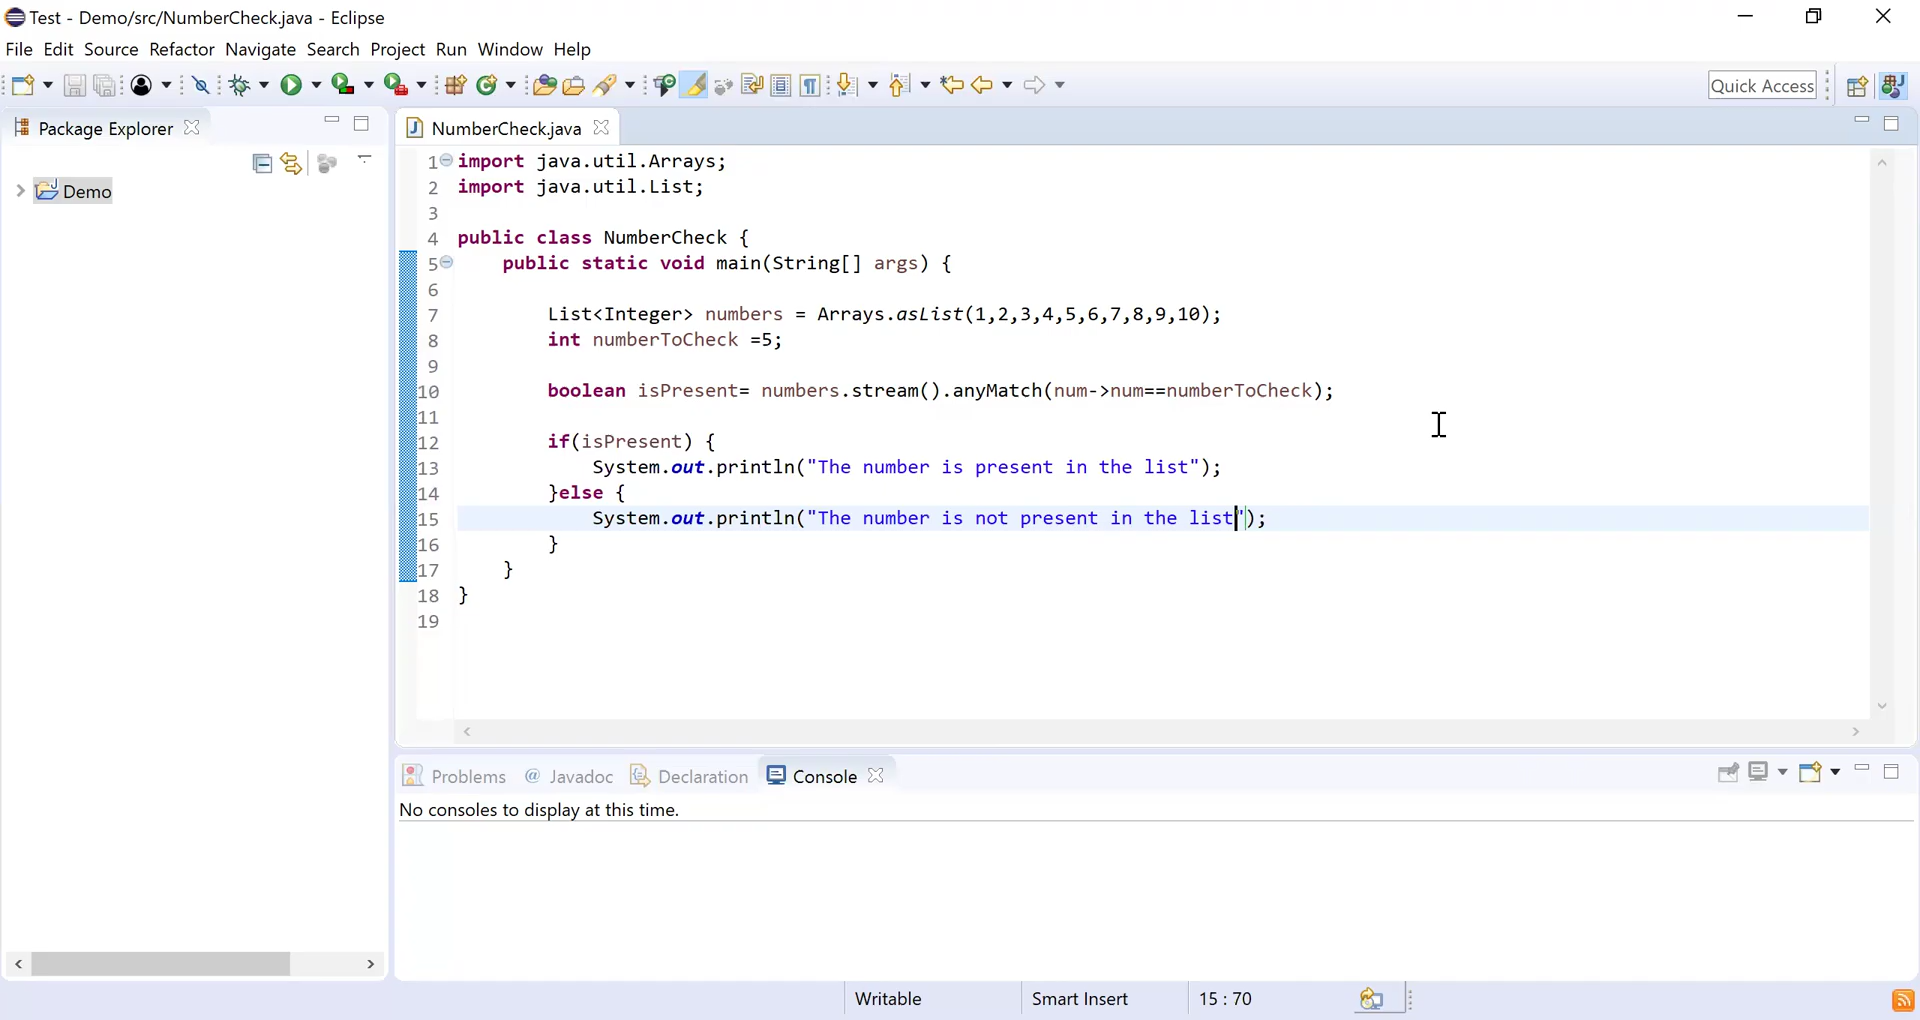 Test - Demo/src/NumberCheck.java - Eclipse
File Edit Source Refactor Navigate Search Project Run Window Help
Quick Access
Package Explorer
Demo
NumberCheck.java
1 import java.util.Arrays;
2 import java.util.List;
3
4 public class NumberCheck {
5 public static void main(String[] args) {
6
7 List<Integer> numbers = Arrays.asList(1,2,3,4,5,6,7,8,9,10);
8 int numberToCheck =5;
9
10 boolean isPresent= numbers.stream().anyMatch(num->num==numberToCheck);
11
12 if(isPresent) {
13 System.out.println("The number is present in the list");
14 }else {
15 System.out.println("The number is not present in the list");
16 }
17 }
18 }
19
Problems @ Javadoc Declaration Console
No consoles to display at this time.
Writable Smart Insert 15 : 70